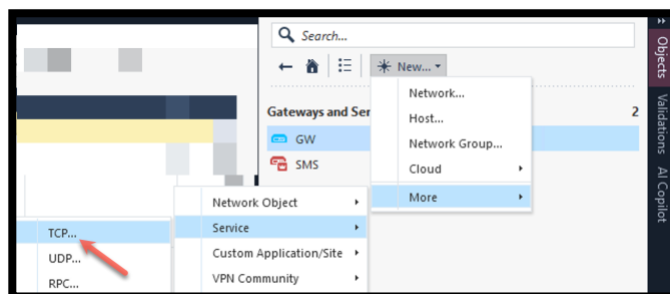 Search...
New...
Network...
Host...
Network Group...
Cloud
More
Gateways and Ser
2
GW
SMS
Network Object
Service
Custom Application/Site
VPN Community
TCP...
UDP...
RPC...
Objects
Validations
AI Copilot